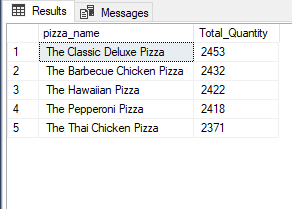 Results Messages
pizza_name Total_Quantity
1 The Classic Deluxe Pizza 2453
2 The Barbecue Chicken Pizza 2432
3 The Hawaiian Pizza 2422
4 The Pepperoni Pizza 2418
5 The Thai Chicken Pizza 2371